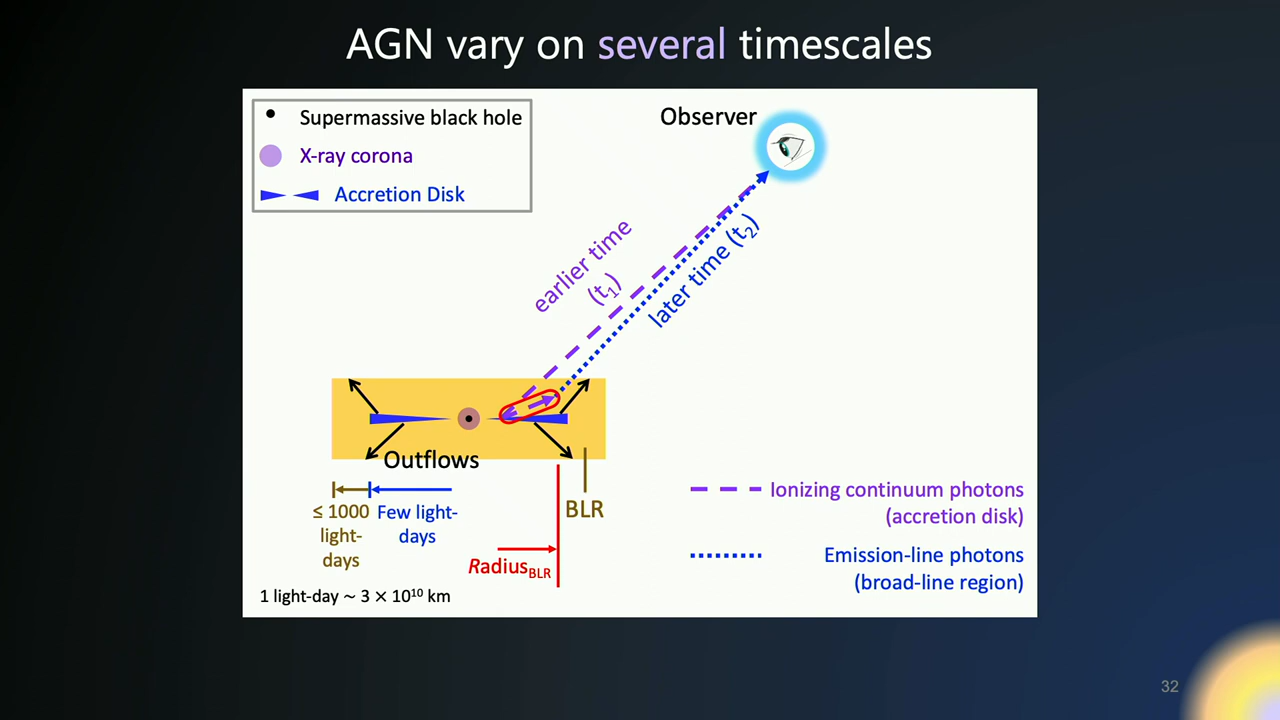 AGN vary on several timescales
Supermassive black hole
X-ray corona
Accretion Disk
Observer
earlier time
(t₁)
later time (t₂)
Outflows
≤ 1000
light-
days
Few light-
days
BLR
Radius_BLR
1 light-day ~ 3 × 10¹⁰ km
Ionizing continuum photons
(accretion disk)
Emission-line photons
(broad-line region)
32